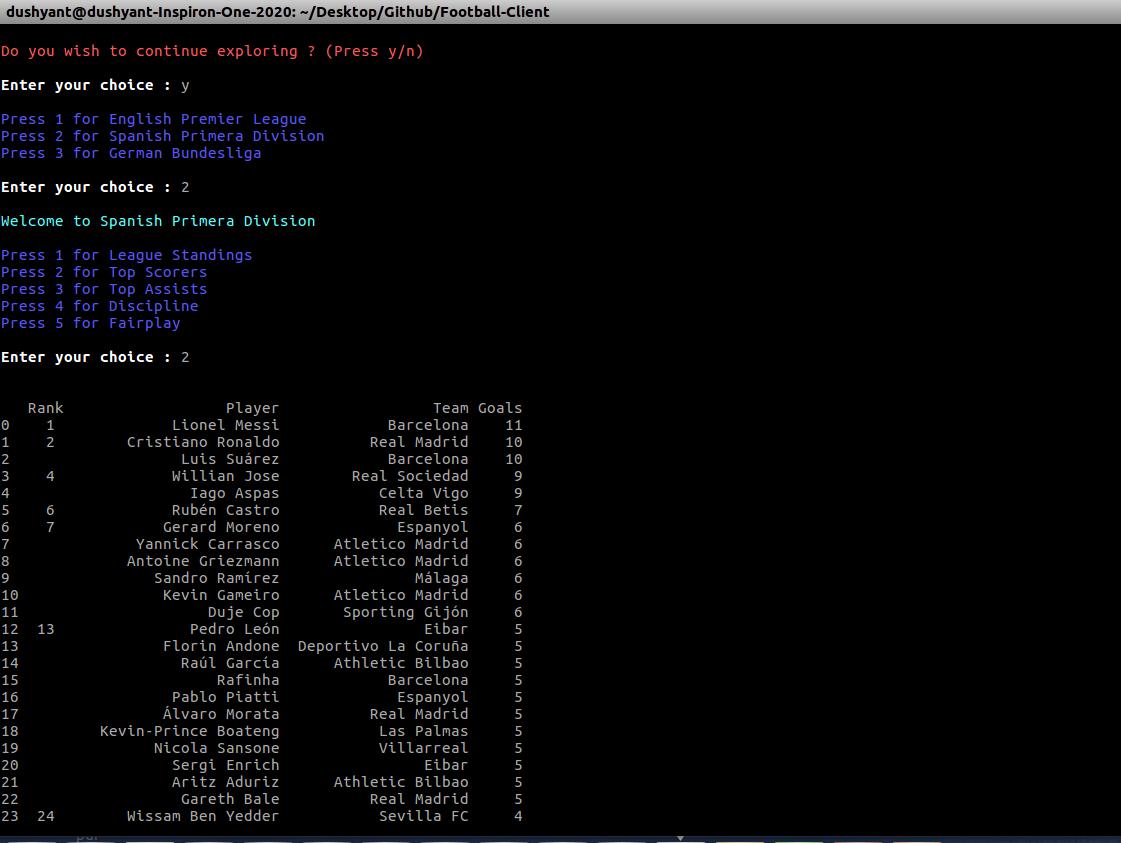 dushyant@dushyant-Inspiron-One-2020: ~/Desktop/Github/Football-Client
Do you wish to continue exploring ? (Press y/n)
Enter your choice : y
Press 1 for English Premier League
Press 2 for Spanish Primera Division
Press 3 for German Bundesliga
Enter your choice : 2
Welcome to Spanish Primera Division
Press 1 for League Standings
Press 2 for Top Scorers
Press 3 for Top Assists
Press 4 for Discipline
Press 5 for Fairplay
Enter your choice : 2
Rank Player Team Goals
0 1 Lionel Messi Barcelona 11
1 2 Cristiano Ronaldo Real Madrid 10
2 Luis Suárez Barcelona 10
3 4 Willian Jose Real Sociedad 9
4 Iago Aspas Celta Vigo 9
5 6 Rubén Castro Real Betis 7
6 7 Gerard Moreno Espanyol 6
7 Yannick Carrasco Atletico Madrid 6
8 Antoine Griezmann Atletico Madrid 6
9 Sandro Ramírez Málaga 6
10 Kevin Gameiro Atletico Madrid 6
11 Duje Cop Sporting Gijón 6
12 13 Pedro León Eibar 5
13 Florin Andone Deportivo La Coruña 5
14 Raúl García Athletic Bilbao 5
15 Rafinha Barcelona 5
16 Pablo Piatti Espanyol 5
17 Álvaro Morata Real Madrid 5
18 Kevin-Prince Boateng Las Palmas 5
19 Nicola Sansone Villarreal 5
20 Sergi Enrich Eibar 5
21 Aritz Aduriz Athletic Bilbao 5
22 Gareth Bale Real Madrid 5
23 24 Wissam Ben Yedder Sevilla FC 4